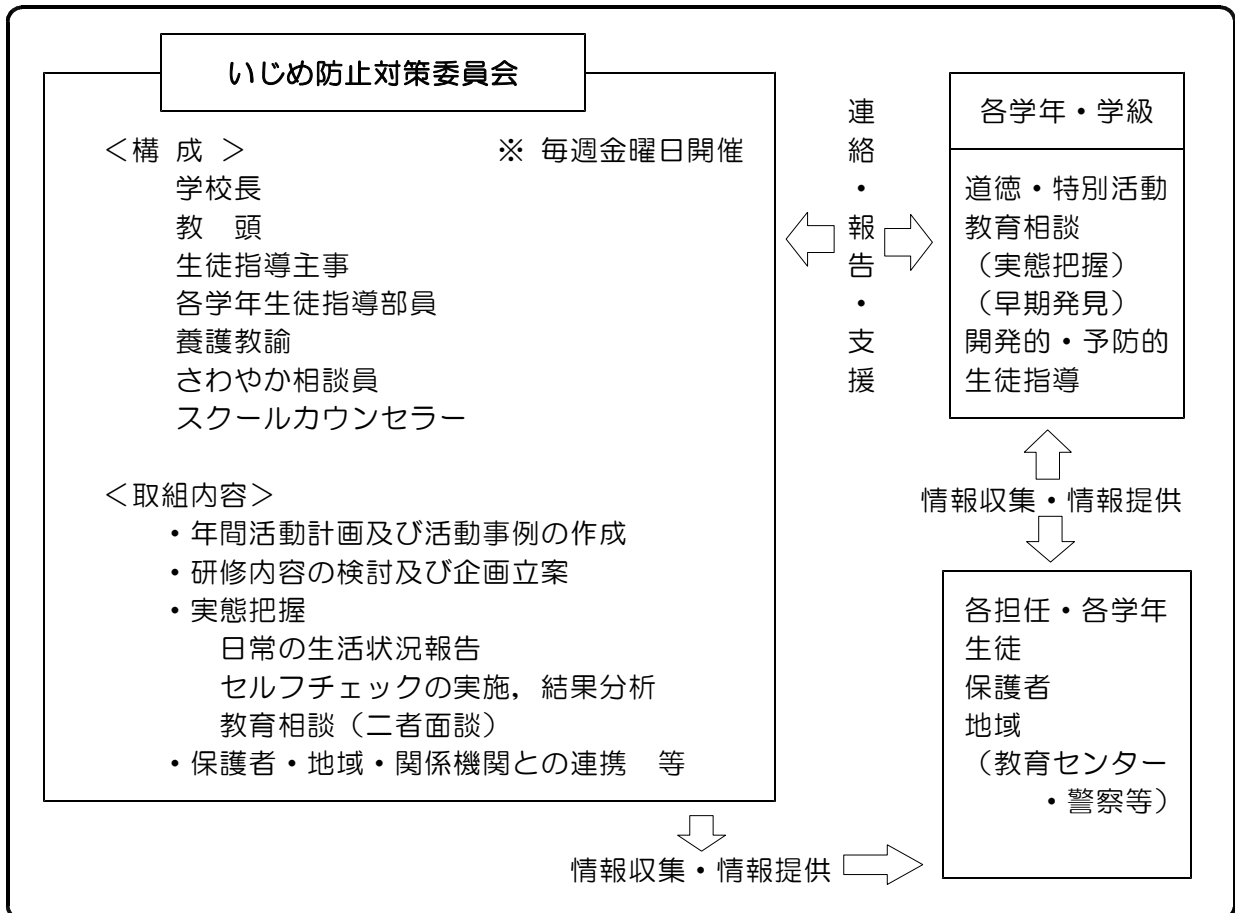 いじめ防止対策委員会
＜構 成 ＞　※ 毎週金曜日開催
学校長
教　頭
生徒指導主事
各学年生徒指導部員
養護教諭
さわやか相談員
スクールカウンセラー
＜取組内容＞
・年間活動計画及び活動事例の作成
・研修内容の検討及び企画立案
・実態把握
日常の生活状況報告
セルフチェックの実施，結果分析
教育相談（二者面談）
・保護者・地域・関係機関との連携　等
連絡・報告・支援
各学年・学級
道徳・特別活動
教育相談
（実態把握）
（早期発見）
開発的・予防的
生徒指導
情報収集・情報提供
各担任・各学年
生徒
保護者
地域
（教育センター
・警察等）
情報収集・情報提供